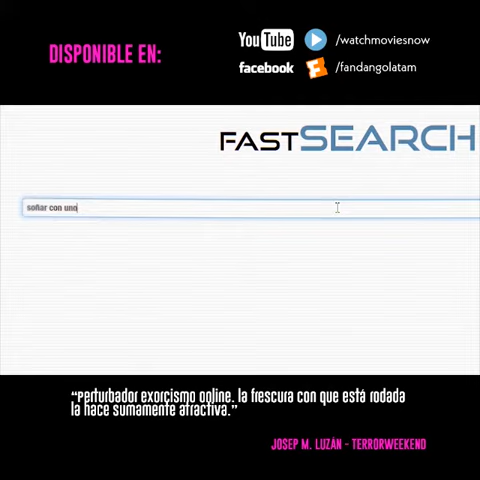 DISPONIBLE EN:
YouTube
/watchmoviesnow
facebook
/fandangolatam
FASTSEARCH
soñar con uno
“Perturbador exorcismo online. la frescura con que está rodada
la hace sumamente atractiva.”
JOSEP M. LUZÁN - TERRORWEEKEND